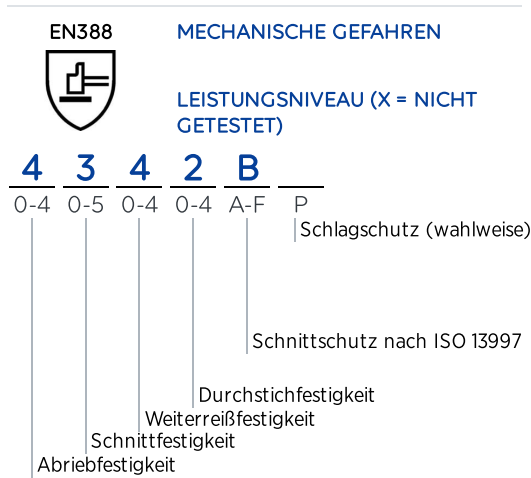 EN388
MECHANISCHE GEFAHREN
LEISTUNGSNIVEAU (X = NICHT
GETESTET)
4 3 4 2 B
0-4 0-5 0-4 0-4 A-F P
Schlagschutz (wahlweise)
Schnittschutz nach ISO 13997
Durchstichfestigkeit
Weiterreißfestigkeit
Schnittfestigkeit
Abriebfestigkeit